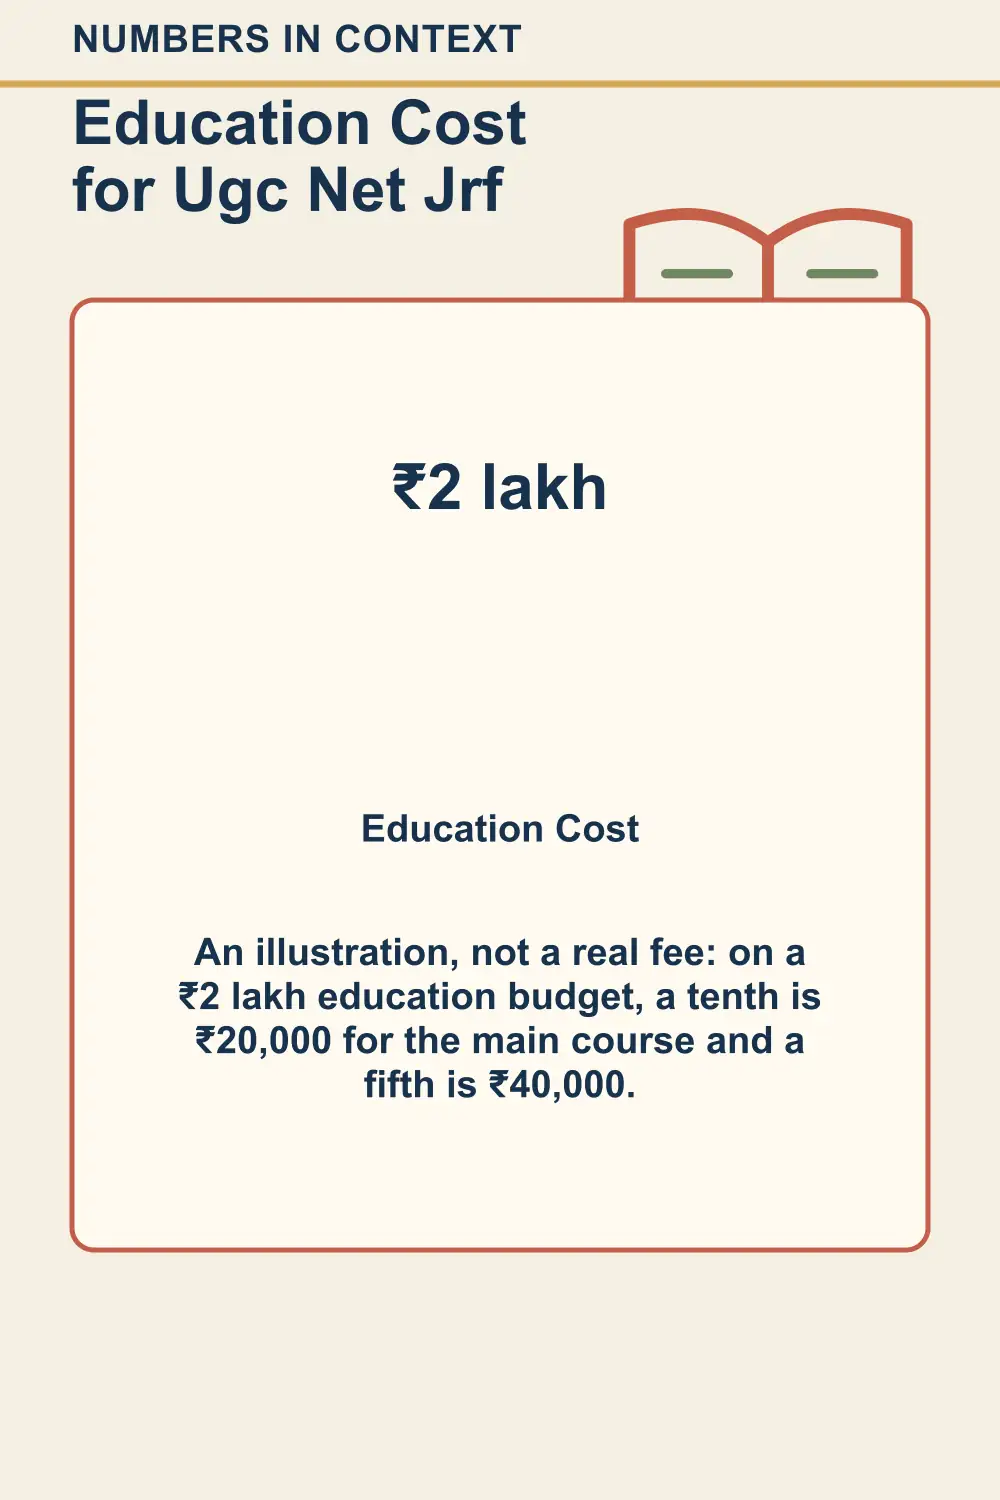 NUMBERS IN CONTEXT
Education Cost
for Ugc Net Jrf
₹2 lakh
Education Cost
An illustration, not a real fee: on a
₹2 lakh education budget, a tenth is
₹20,000 for the main course and a
fifth is ₹40,000.